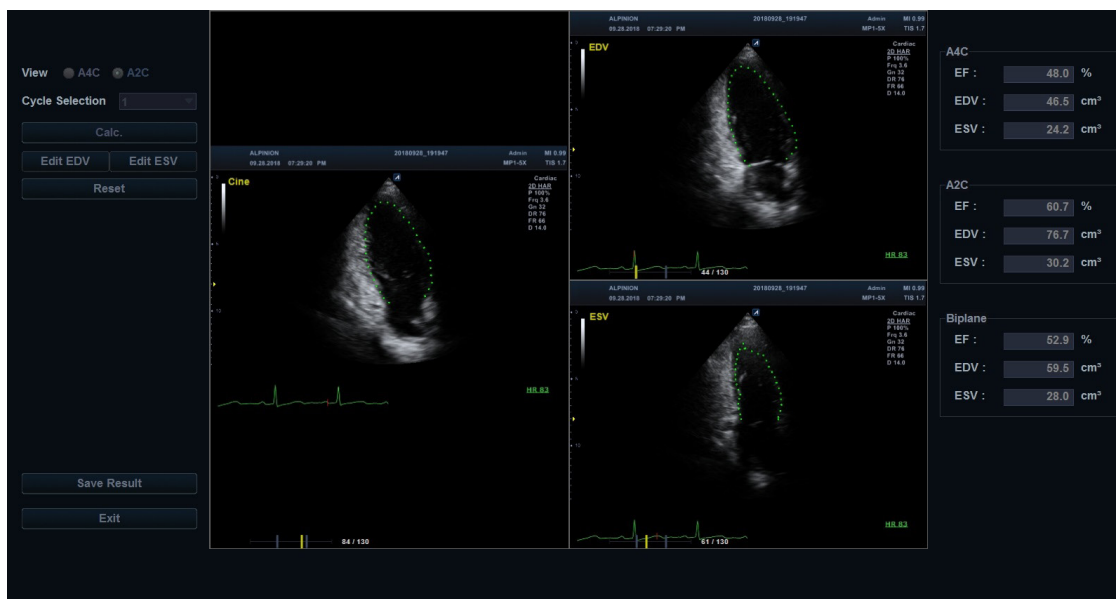 View A4C A2C
Cycle Selection 1
Calc.
Edit EDV Edit ESV
Reset
Save Result
Exit
ALPINION 20180928_191947 Admin MI 0.99
09.28.2018 07:29:20 PM MP1-5X TIS 1.7
Cine
Cardiac
2D HAR
P 100%
Frq 3.6
Gn 32
DR 76
FR 66
D 14.0
HR 83
84 / 130
ALPINION 20180928_191947 Admin MI 0.99
09.28.2018 07:29:20 PM MP1-5X TIS 1.7
EDV
Cardiac
2D HAR
P 100%
Frq 3.6
Gn 32
DR 76
FR 66
D 14.0
HR 83
44 / 130
ALPINION 20180928_191947 Admin MI 0.99
09.28.2018 07:29:20 PM MP1-5X TIS 1.7
ESV
Cardiac
2D HAR
P 100%
Frq 3.6
Gn 32
DR 76
FR 66
D 14.0
12
HR 83
61 / 130
A4C
EF : 48.0 %
EDV : 46.5 cm³
ESV : 24.2 cm³
A2C
EF : 60.7 %
EDV : 76.7 cm³
ESV : 30.2 cm³
Biplane
EF : 52.9 %
EDV : 59.5 cm³
ESV : 28.0 cm³